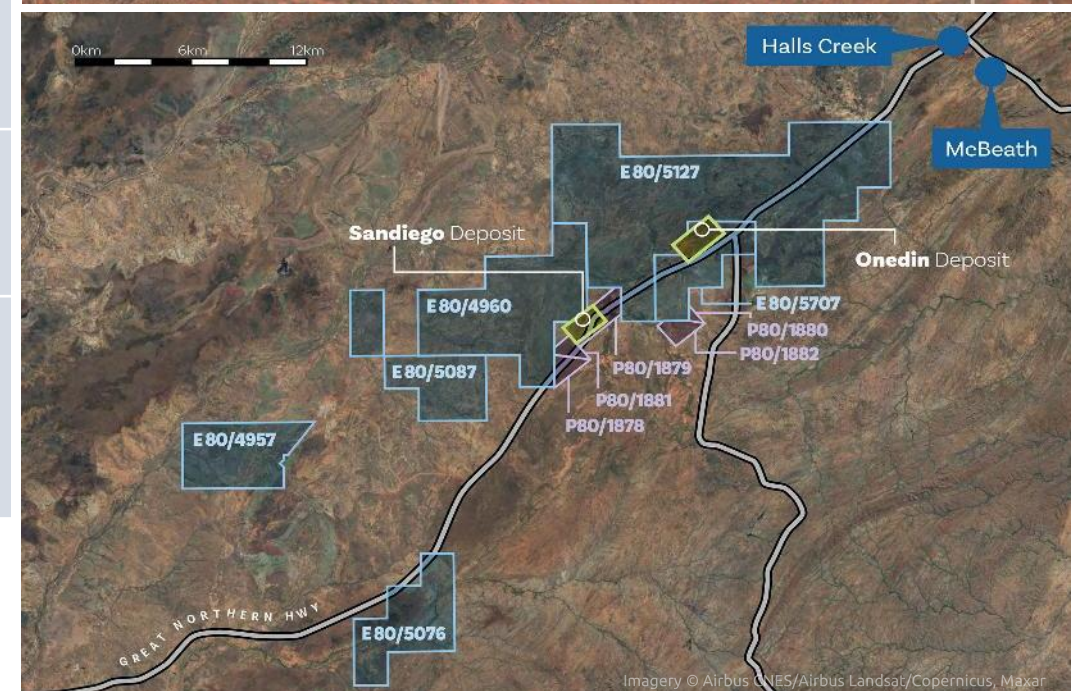 0km 6km 12km
Halls Creek
McBeath
E80/5127
Sandiego Deposit
Onedin Deposit
E80/4960
E80/5707
P80/1880
P80/1882
P80/1879
E80/5087
P80/1881
P80/1878
E80/4957
GREAT NORTHERN HWY
E80/5076
Imagery © Airbus CNES/Airbus Landsat/Copernicus, Maxar